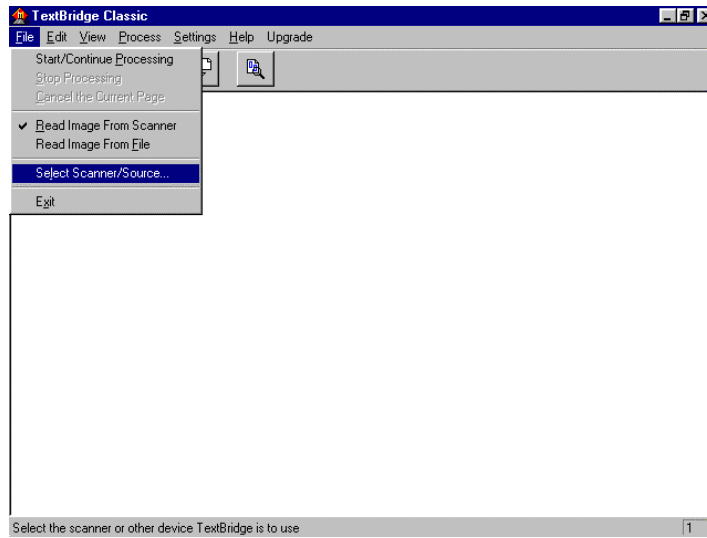 TextBridge Classic
File Edit View Process Settings Help Upgrade
Start/Continue Processing
Stop Processing
Cancel the Current Page
Read Image From Scanner
Read Image From File
Select Scanner/Source...
Exit
Select the scanner or other device TextBridge is to use
1